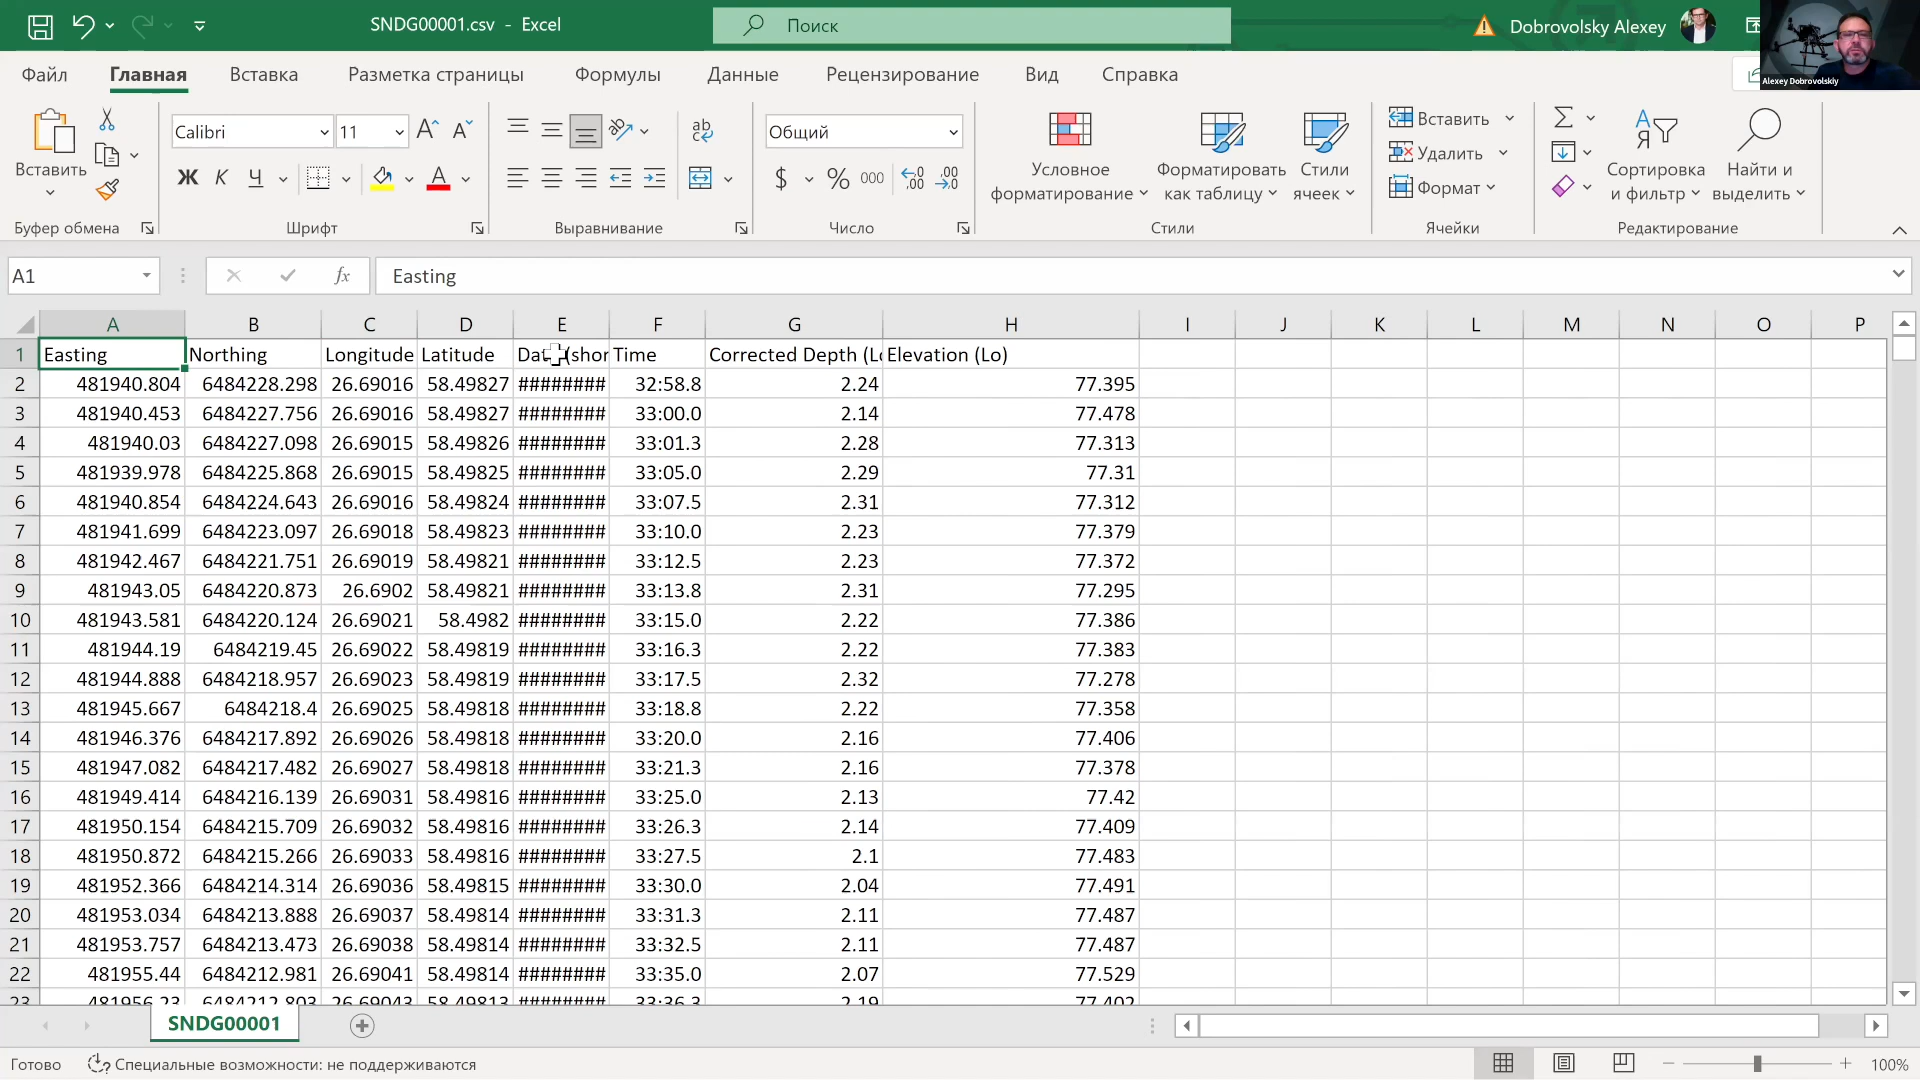 SNDG00001.csv - Excel
Поиск
Dobrovolsky Alexey
Alexey Dobrovolskiy
Файл Главная Вставка Разметка страницы Формулы Данные Рецензирование Вид Справка
Вставить
Calibri 11
Ж К Ч
ab
Общий
$ % 000
Условное форматирование
Форматировать как таблицу
Стили ячеек
Вставить
Удалить
Формат
Сортировка и фильтр
Найти и выделить
Буфер обмена Шрифт Выравнивание Число Стили Ячейки Редактирование
A1 fx Easting
A B C D E F G H I J K L M N O P
1 Easting Northing Longitude Latitude (shor Time Corrected Depth (Lo Elevation (Lo)
2 481940.804 6484228.298 26.69016 58.49827 ######## 32:58.8 2.24 77.395
3 481940.453 6484227.756 26.69016 58.49827 ######## 33:00.0 2.14 77.478
4 481940.03 6484227.098 26.69015 58.49826 ######## 33:01.3 2.28 77.313
5 481939.978 6484225.868 26.69015 58.49825 ######## 33:05.0 2.29 77.31
6 481940.854 6484224.643 26.69016 58.49824 ######## 33:07.5 2.31 77.312
7 481941.699 6484223.097 26.69018 58.49823 ######## 33:10.0 2.23 77.379
8 481942.467 6484221.751 26.69019 58.49821 ######## 33:12.5 2.23 77.372
9 481943.05 6484220.873 26.6902 58.49821 ######## 33:13.8 2.31 77.295
10 481943.581 6484220.124 26.69021 58.4982 ######## 33:15.0 2.22 77.386
11 481944.19 6484219.45 26.69022 58.49819 ######## 33:16.3 2.22 77.383
12 481944.888 6484218.957 26.69023 58.49819 ######## 33:17.5 2.32 77.278
13 481945.667 6484218.4 26.69025 58.49818 ######## 33:18.8 2.22 77.358
14 481946.376 6484217.892 26.69026 58.49818 ######## 33:20.0 2.16 77.406
15 481947.082 6484217.482 26.69027 58.49818 ######## 33:21.3 2.16 77.378
16 481949.414 6484216.139 26.69031 58.49816 ######## 33:25.0 2.13 77.42
17 481950.154 6484215.709 26.69032 58.49816 ######## 33:26.3 2.14 77.409
18 481950.872 6484215.266 26.69033 58.49816 ######## 33:27.5 2.1 77.483
19 481952.366 6484214.314 26.69036 58.49815 ######## 33:30.0 2.04 77.491
20 481953.034 6484213.888 26.69037 58.49814 ######## 33:31.3 2.11 77.487
21 481953.757 6484213.473 26.69038 58.49814 ######## 33:32.5 2.11 77.487
22 481955.44 6484212.981 26.69041 58.49814 ######## 33:35.0 2.07 77.529
23 481956.23 6484212.803 26.69043 58.49813 ######## 33:36.3 2.19 77.402
SNDG00001
Готово Специальные возможности: не поддерживаются 100%